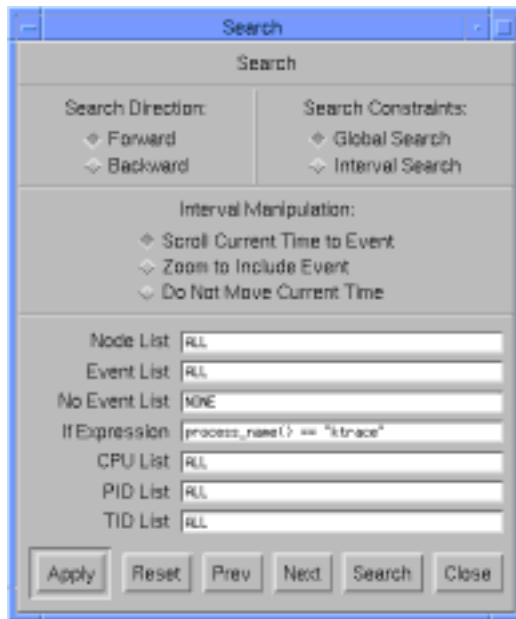 Search
Search
Search Direction:
Forward
Backward
Search Constraints:
Global Search
Interval Search
Interval Manipulation:
Scroll Current Time to Event
Zoom to Include Event
Do Not Move Current Time
Node List ALL
Event List ALL
No Event List NONE
If Expression process_name() == "ktrace"
CPU List ALL
PID List ALL
TID List ALL
Apply Reset Prev Next Search Close